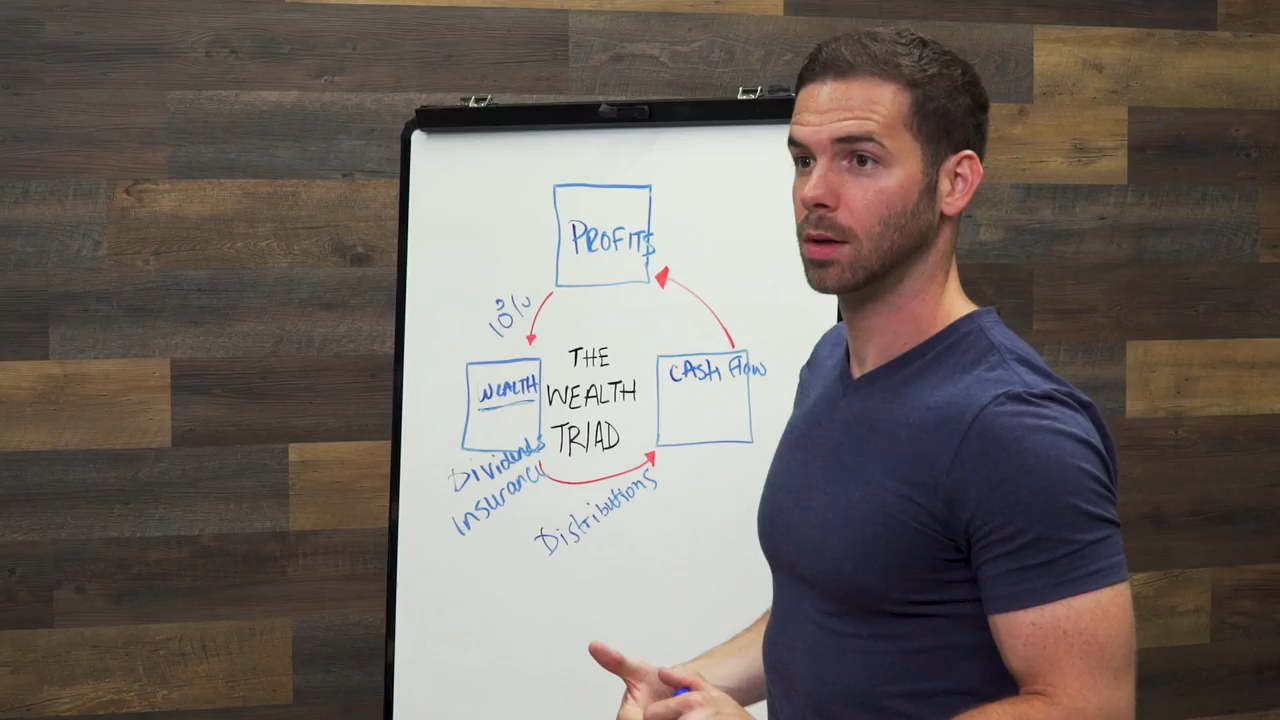 PROFITS
10%
THE
WEALTH
TRIAD
WEALTH
CASH Flow
Dividends
Insurance
Distributions